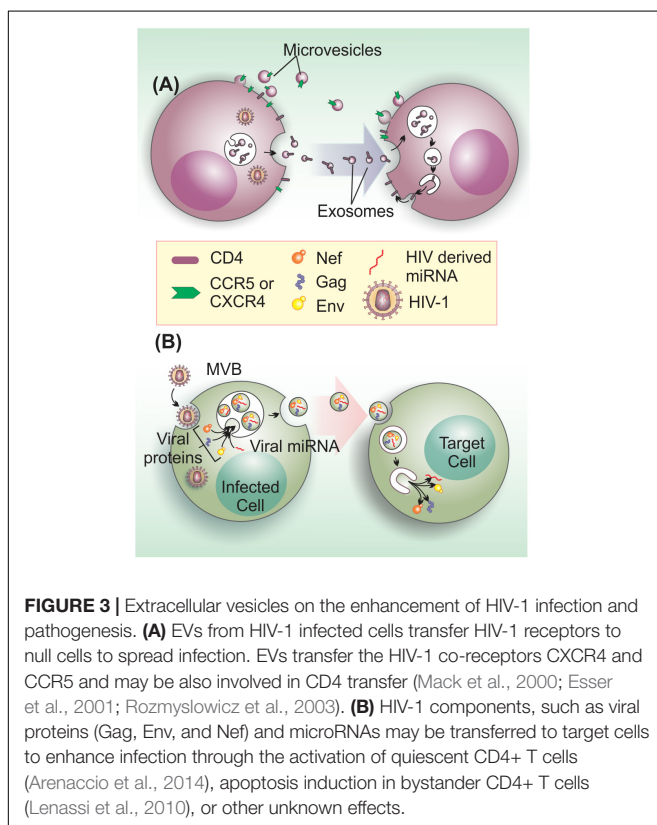 Microvesicles
(A)
Exosomes
CD4
CCR5 or
CXCR4
Nef
Gag
Env
HIV derived
miRNA
HIV-1
(B)
MVB
Viral
proteins
Viral miRNA
Infected
Cell
Target
Cell
FIGURE 3 | Extracellular vesicles on the enhancement of HIV-1 infection and
pathogenesis. (A) EVs from HIV-1 infected cells transfer HIV-1 receptors to
null cells to spread infection. EVs transfer the HIV-1 co-receptors CXCR4 and
CCR5 and may be also involved in CD4 transfer (Mack et al., 2000; Esser
et al., 2001; Rozmyslowicz et al., 2003). (B) HIV-1 components, such as viral
proteins (Gag, Env, and Nef) and microRNAs may be transferred to target cells
to enhance infection through the activation of quiescent CD4+ T cells
(Arenaccio et al., 2014), apoptosis induction in bystander CD4+ T cells
(Lenassi et al., 2010), or other unknown effects.